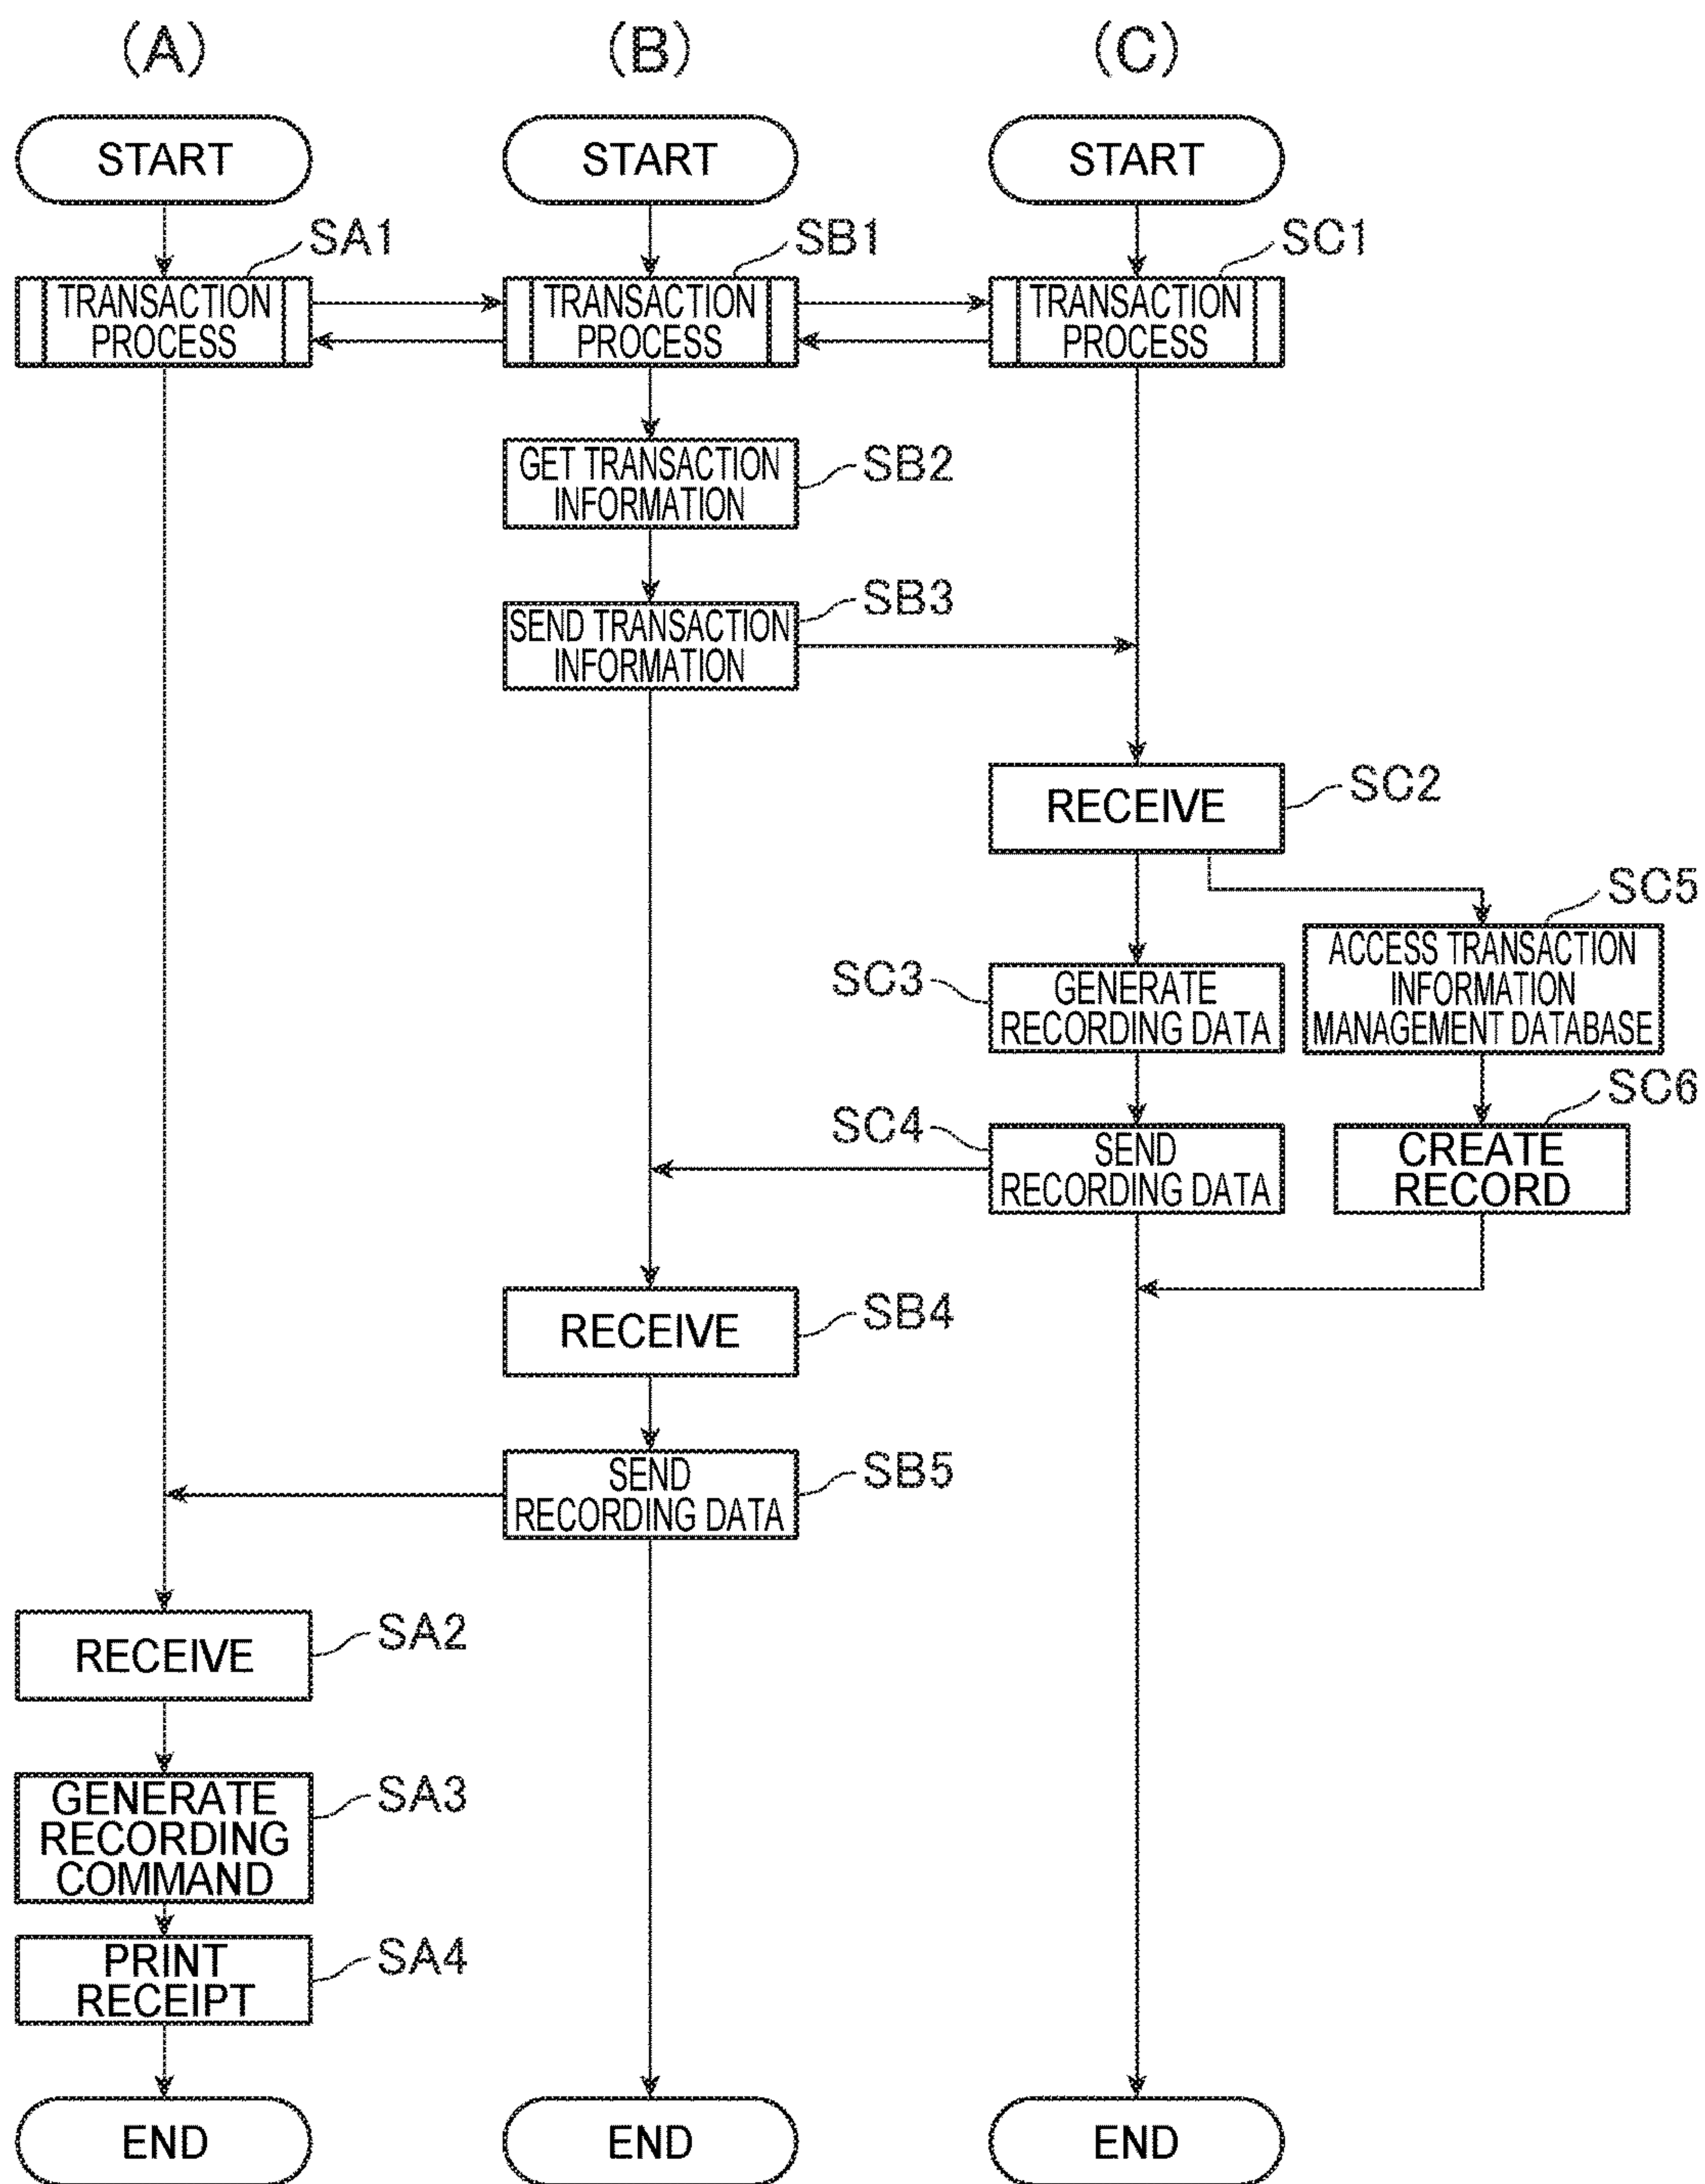 (A)
(B)
(C)
START
START
START
SA1
SB1
SC1
TRANSACTION
PROCESS
TRANSACTION
PROCESS
TRANSACTION
PROCESS
GET TRANSACTION
INFORMATION
SB2
SEND TRANSACTION
INFORMATION
SB3
RECEIVE
SC2
SC5
ACCESS TRANSACTION
INFORMATION
MANAGEMENT DATABASE
SC3
GENERATE
RECORDING DATA
SC6
SC4
SEND
RECORDING DATA
CREATE
RECORD
RECEIVE
SB4
SEND
RECORDING DATA
SB5
RECEIVE
SA2
GENERATE
RECORDING
COMMAND
SA3
PRINT
RECEIPT
SA4
END
END
END